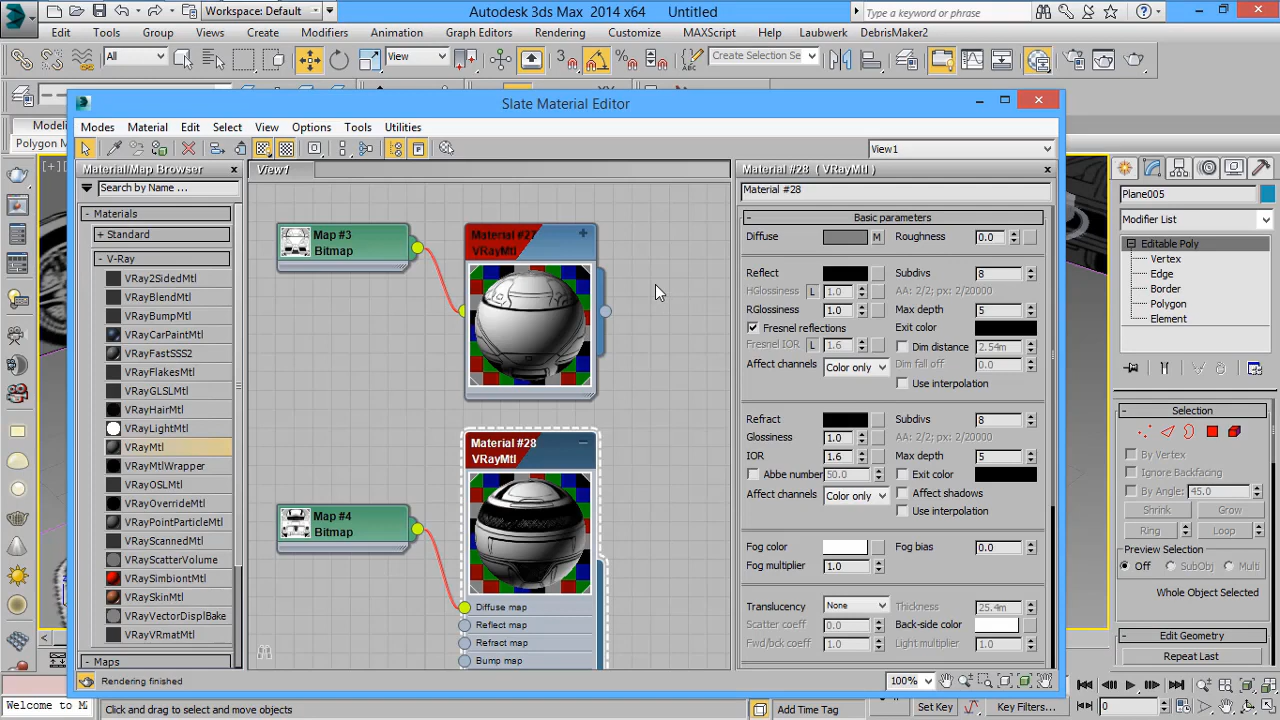 Workspace: Default
Autodesk 3ds Max 2014 x64 Untitled
Type a keyword or phrase
Edit Tools Group Views Create Modifiers Animation Graph Editors Rendering Customize MAXScript Help Laubwerk DebrisMaker2
All View Create Selection Se
Slate Material Editor
Modeli
Polygon M
Modes Material Edit Select View Options Tools Utilities
View1
[+]
Material/Map Browser
View1
Material #28 ( VRayMtl )
Search by Name ...
Material #28
- Materials
+ Standard
- V-Ray
VRay2SidedMtl
VRayBlendMtl
VRayBumpMtl
VRayCarPaintMtl
VRayFastSSS2
VRayFlakesMtl
VRayGLSLMtl
VRayHairMtl
VRayLightMtl
VRayMtl
VRayMtlWrapper
VRayOSLMtl
VRayOverrideMtl
VRayPointParticleMtl
VRayScannedMtl
VRayScatterVolume
VRaySimbiontMtl
VRaySkinMtl
VRayVectorDisplBake
VRayVRmatMtl
+ Maps
Map #3
Bitmap
Material #27
VRayMtl
Material #28
VRayMtl
Map #4
Bitmap
Diffuse map
Reflect map
Refract map
Bump map
- Basic parameters
Diffuse M Roughness 0.0
Reflect Subdivs 8
HGlossiness L 1.0 AA: 2/2; px: 2/20000
RGlossiness 1.0 Max depth 5
Fresnel reflections Exit color
Fresnel IOR L 1.6 Dim distance 2.54m
Affect channels Color only Dim fall off 0.0
Use interpolation
Refract Subdivs 8
Glossiness 1.0 AA: 2/2; px: 2/20000
IOR 1.6 Max depth 5
Abbe number 50.0 Exit color
Affect channels Color only Affect shadows
Use interpolation
Fog color Fog bias 0.0
Fog multiplier 1.0
Translucency None Thickness 25.4m
Scatter coeff 0.0 Back-side color
Fwd/bck coeff 1.0 Light multiplier 1.0
Rendering finished
100%
Plane005
Modifier List
Editable Poly
Vertex
Edge
Border
Polygon
Element
- Selection
By Vertex
Ignore Backfacing
By Angle: 45.0
Shrink Grow
Ring Loop
Preview Selection
Off SubObj Multi
Whole Object Selected
- Edit Geometry
Repeat Last
Welcome to M
Click and drag to select and move objects
Add Time Tag
Set Key
Key Filters...
0